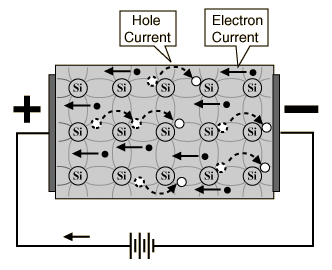 Hole
Current
Electron
Current
+
−
Si Si Si Si Si
Si Si Si Si Si
Si Si Si Si Si